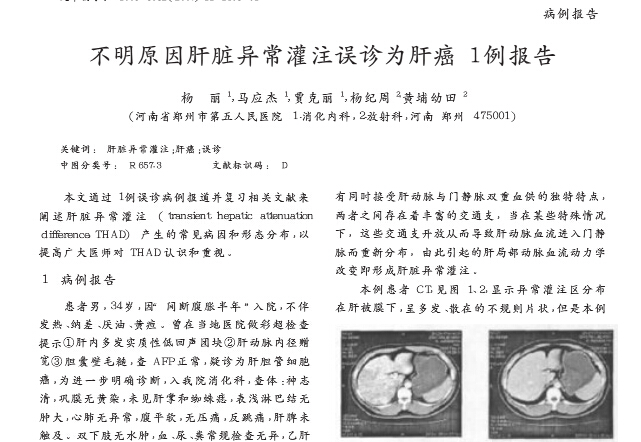 病例报告
不明原因肝脏异常灌注误诊为肝癌 1例报告
杨 丽 1,马应杰 1,贾克丽 1,杨纪周 2黄埔幼田 2
(河南省郑州市第五人民医院 1.消化内科,2.放射科,河南 郑州 475001)
关键词: 肝脏异常灌注;肝癌;误诊
中图分类号: R 657.3 文献标识码: D
本文通过 1例误诊病例报道并复习相关文献来
阐述肝脏异常灌注 (transient hepatic attenuation
difference THAD) 产生的常见病因和形态分布,以
提高广大医师对 THAD认识和重视。
1 病例报告
患者男,34岁,因“间断腹胀半年”入院,不伴
发热、纳差、厌油、黄疸。曾在当地医院做彩超检查
提示①肝内多发实质性低回声团块②肝动脉内径赠
宽③胆囊壁毛糙,查 AFP正常,疑诊为肝胆管细胞
癌,为进一步明确诊断,入我院消化科,查体:神志
清,巩膜无黄染,未见肝掌和蜘蛛痣,表浅淋巴结无
肿大,心肺无异常,腹平软,无压痛,反跳痛,肝脾未
触及。双下肢无水肿,血、尿、粪常规检查无异,乙肝
有同时接受肝动脉与门静脉双重血供的独特特点,
两者之间存在着丰富的交通支，当在某些特殊情况
下，这些交通支开放从而导致肝动脉血流进入门静
脉而重新分布，由此引起的肝局部动脉血流动力学
改变即形成肝脏异常灌注。
本例患者 CT,见图 1、2,显示异常灌注区分布
在肝被膜下,呈多发、散在的不规则片状,但是本例